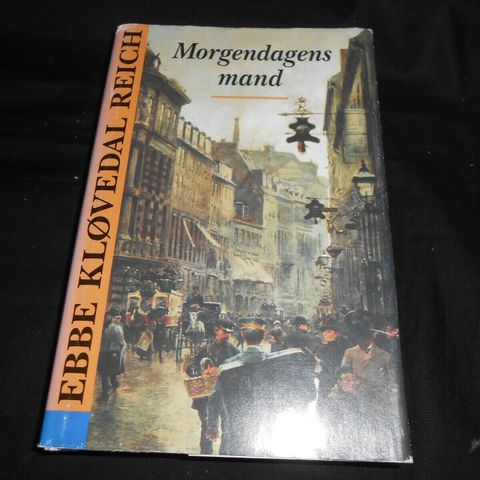 Morgendagens
mand
EBBE KLØVEDAL REICH